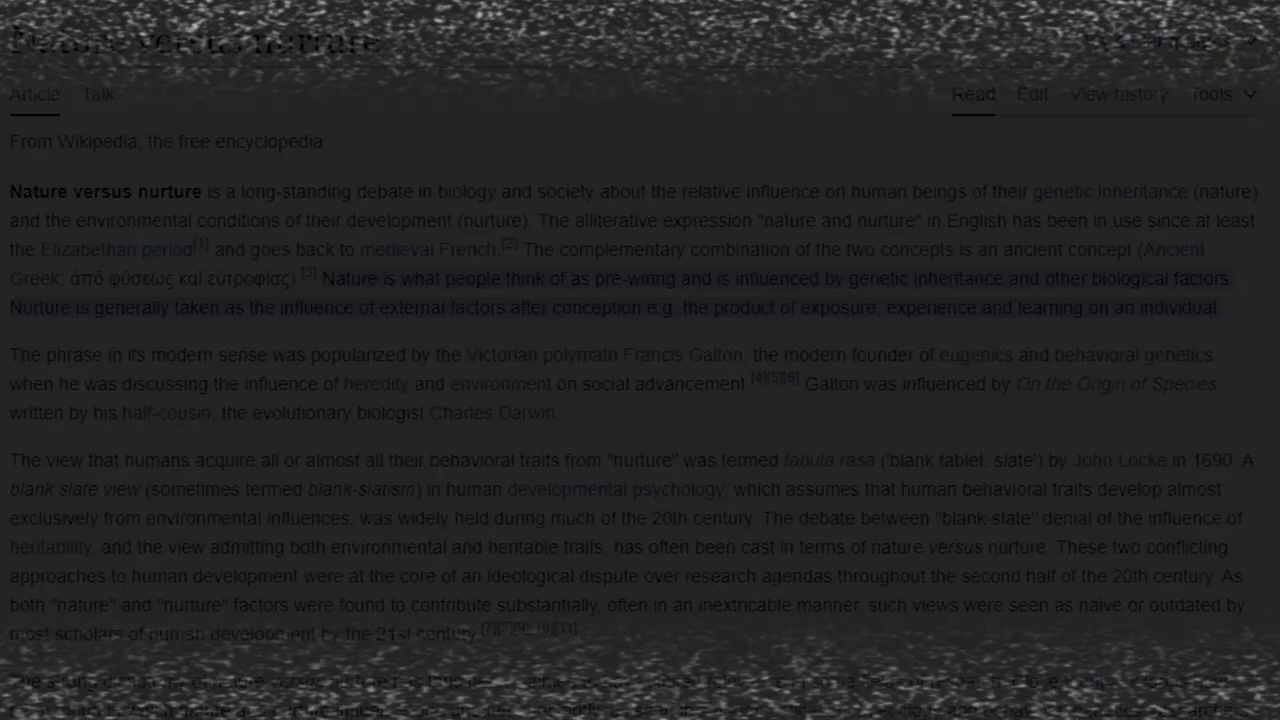 Nature versus nurture
Article Talk Read Edit View history Tools
From Wikipedia, the free encyclopedia
Nature versus nurture is a long-standing debate in biology and society about the relative influence on human beings of their genetic inheritance (nature)
and the environmental conditions of their development (nurture). The alliterative expression "nature and nurture" in English has been in use since at least
the Elizabethan period[1] and goes back to medieval French.[2] The complementary combination of the two concepts is an ancient concept (Ancient
Greek: ἁπό φύσεως καὶ εὐτροφίας).[3] Nature is what people think of as pre-wiring and is influenced by genetic inheritance and other biological factors.
Nurture is generally taken as the influence of external factors after conception e.g. the product of exposure, experience and learning on an individual.
The phrase in its modern sense was popularized by the Victorian polymath Francis Galton, the modern founder of eugenics and behavioral genetics
when he was discussing the influence of heredity and environment on social advancement.[4][5][6] Galton was influenced by On the Origin of Species
written by his half-cousin, the evolutionary biologist Charles Darwin.
The view that humans acquire all or almost all their behavioral traits from "nurture" was termed tabula rasa ('blank tablet, slate') by John Locke in 1690. A
blank slate view (sometimes termed blank-slatism) in human developmental psychology, which assumes that human behavioral traits develop almost
exclusively from environmental influences, was widely held during much of the 20th century. The debate between "blank-slate" denial of the influence of
heritability, and the view admitting both environmental and heritable traits, has often been cast in terms of nature versus nurture. These two conflicting
approaches to human development were at the core of an ideological dispute over research agendas throughout the second half of the 20th century. As
both "nature" and "nurture" factors were found to contribute substantially, often in an inextricable manner, such views were seen as naive or outdated by
most scholars of human development by the 21st century.[7][8][9][10][11]